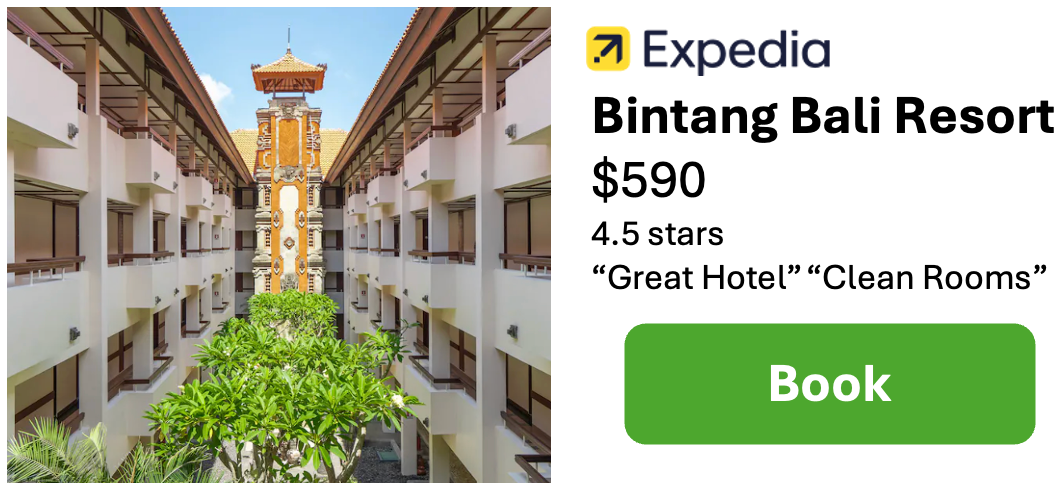 Expedia
Bintang Bali Resort
$590
4.5 stars
“Great Hotel” “Clean Rooms”
Book